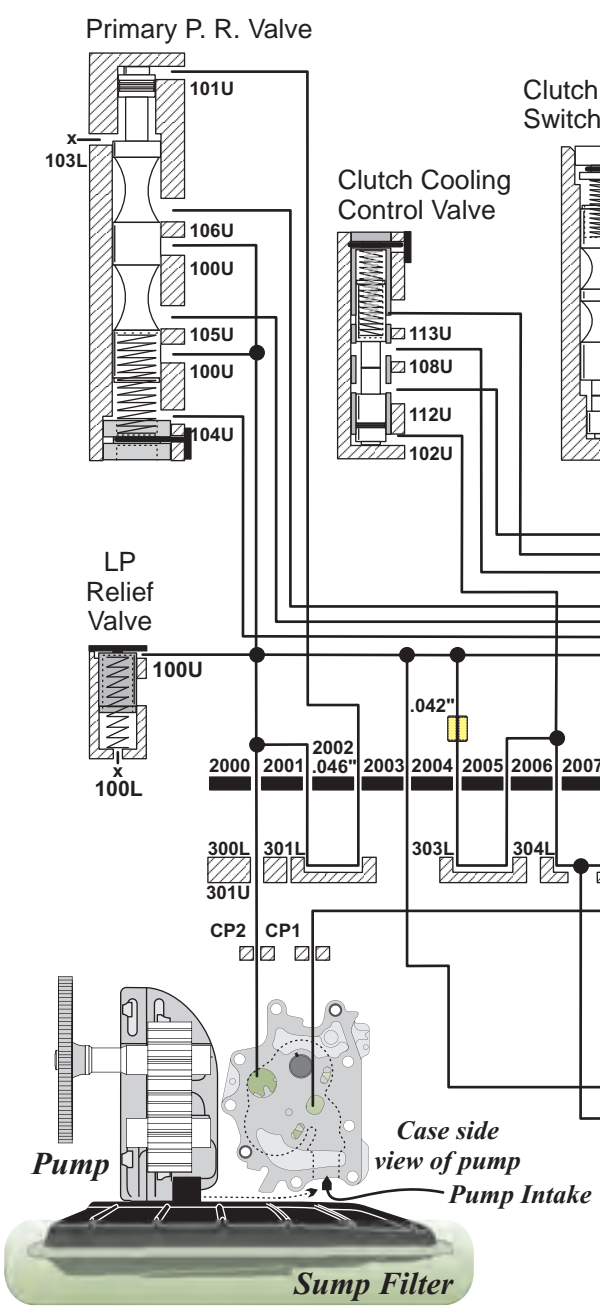 Primary P. R. Valve
101U
x
103L
106U
100U
105U
100U
104U
Clutch Cooling
Control Valve
113U
108U
112U
102U
Clutch
Switch
LP
Relief
Valve
100U
x
100L
.042"
2000 2001 2002 .046" 2003 2004 2005 2006 2007
300L 301L 303L 304L
301U
CP2 CP1
Pump
Case side
view of pump
Pump Intake
Sump Filter